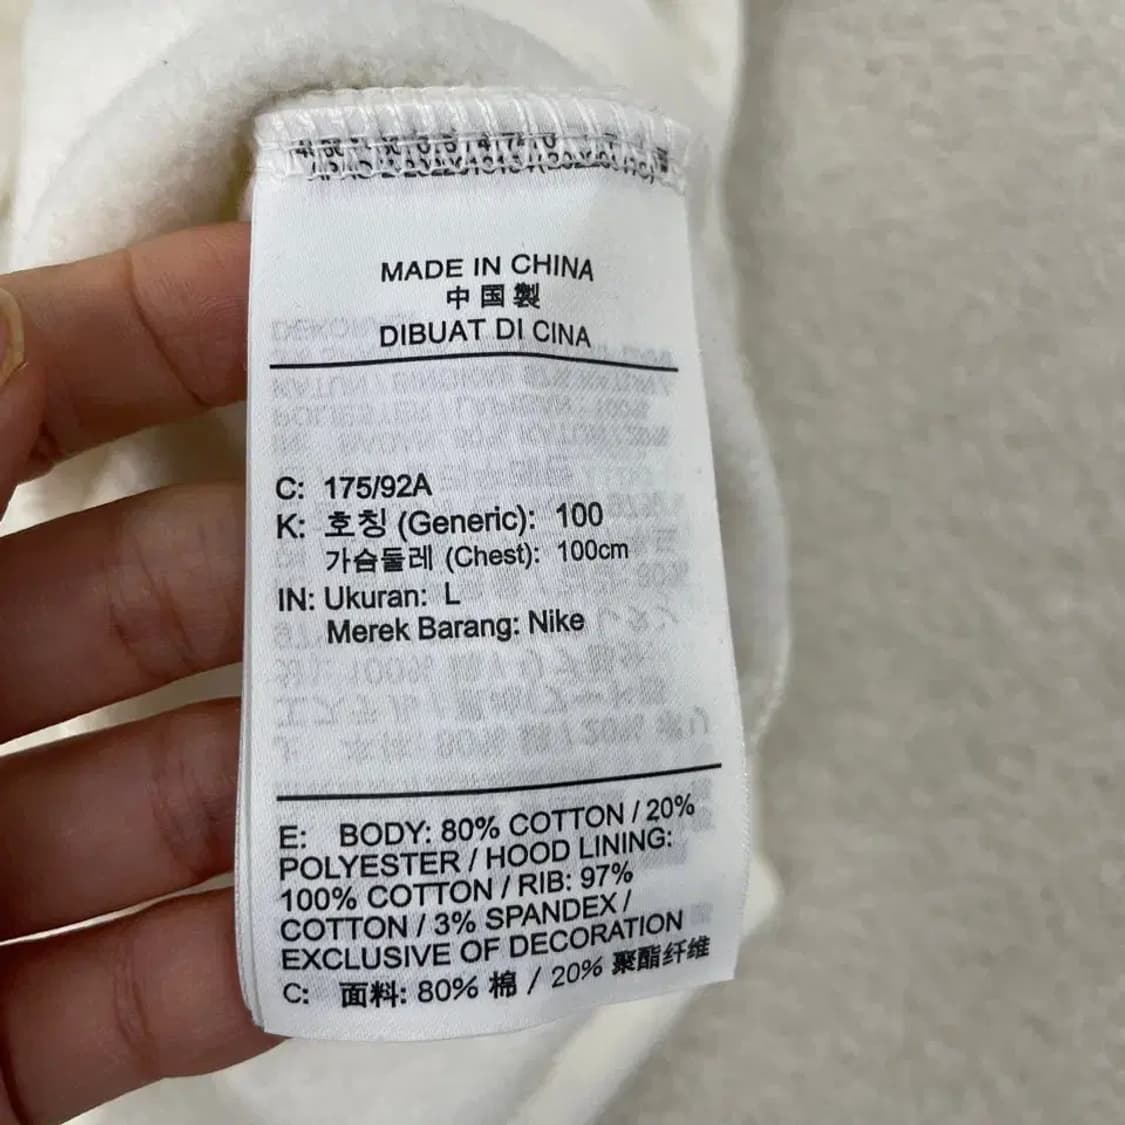 MADE IN CHINA
中国製
DIBUAT DI CINA
C: 175/92A
K: 호칭 (Generic): 100
가슴둘레 (Chest): 100cm
IN: Ukuran: L
Merek Barang: Nike
E: BODY: 80% COTTON / 20%
POLYESTER / HOOD LINING:
100% COTTON / RIB: 97%
COTTON / 3% SPANDEX /
EXCLUSIVE OF DECORATION
C: 面料: 80% 棉 / 20% 聚酯纤维